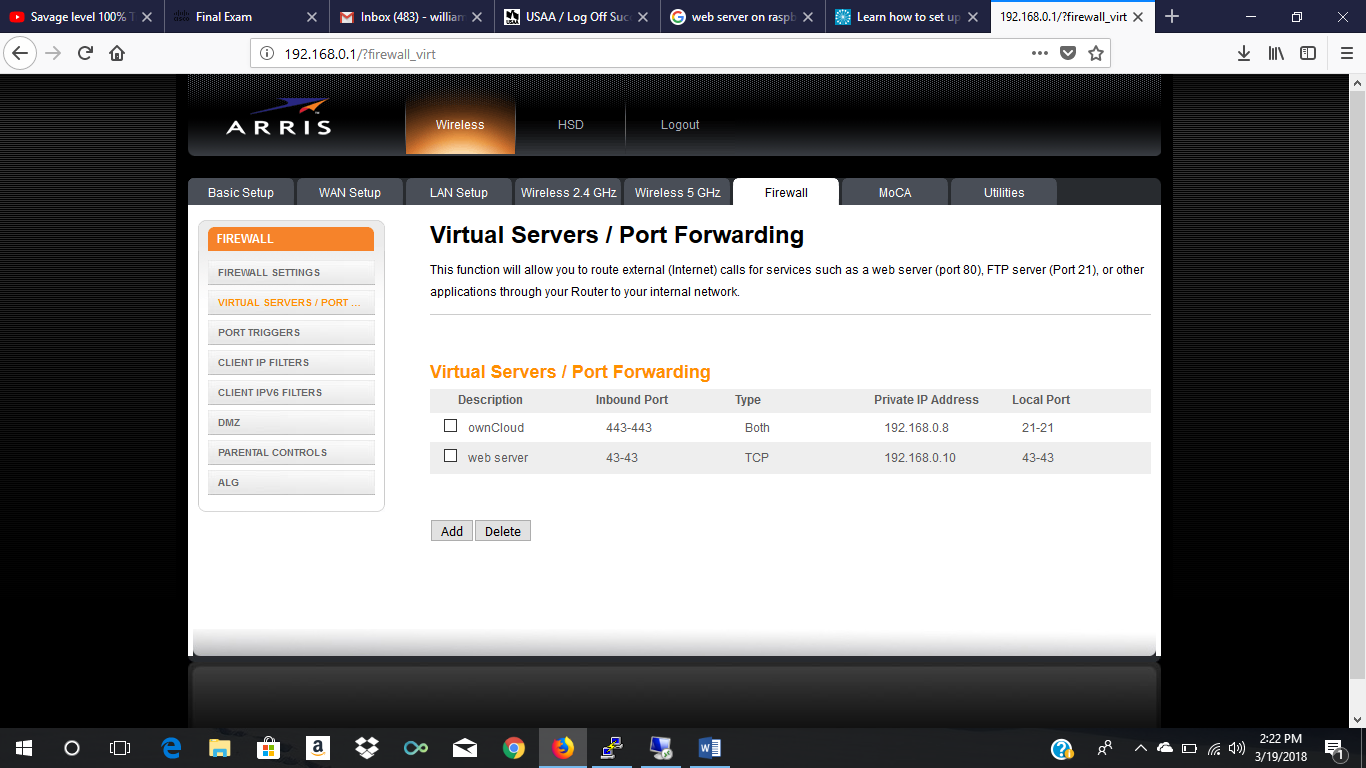 Savage level 100% T
Final Exam
Inbox (483) - william
USAA / Log Off Suc
web server on raspb
Learn how to set up
192.168.0.1/?firewall_virt
192.168.0.1/?firewall_virt
ARRIS
Wireless
HSD
Logout
Basic Setup
WAN Setup
LAN Setup
Wireless 2.4 GHz
Wireless 5 GHz
Firewall
MoCA
Utilities
FIREWALL
FIREWALL SETTINGS
VIRTUAL SERVERS / PORT ...
PORT TRIGGERS
CLIENT IP FILTERS
CLIENT IPV6 FILTERS
DMZ
PARENTAL CONTROLS
ALG
Virtual Servers / Port Forwarding
This function will allow you to route external (Internet) calls for services such as a web server (port 80), FTP server (Port 21), or other
applications through your Router to your internal network.
Virtual Servers / Port Forwarding
Description Inbound Port Type Private IP Address Local Port
ownCloud 443-443 Both 192.168.0.8 21-21
web server 43-43 TCP 192.168.0.10 43-43
Add Delete
2:22 PM
3/19/2018
1